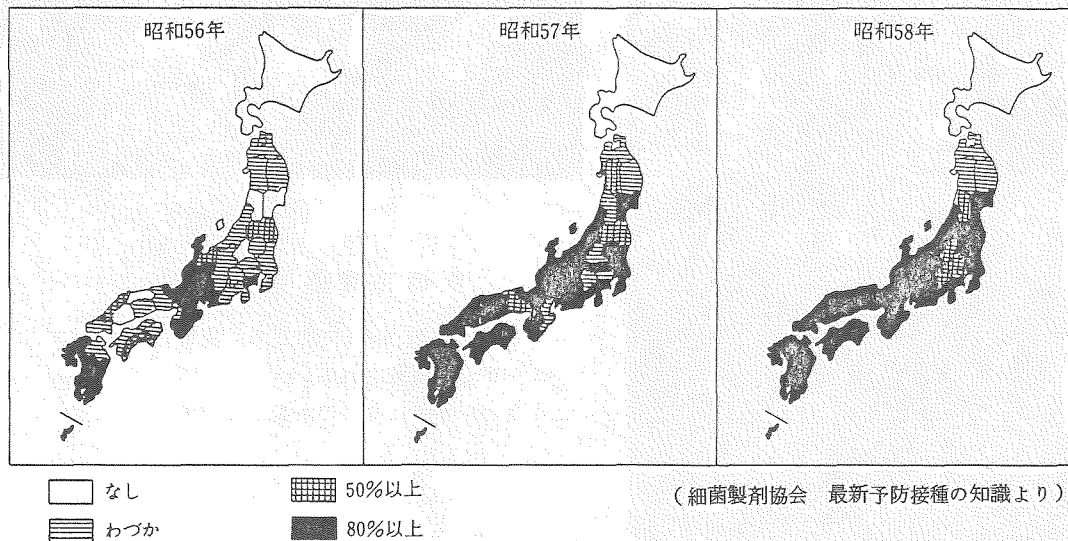 昭和56年
昭和57年
昭和58年
なし
50%以上
わづか
80%以上
(細菌製剤協会 最新予防接種の知識より)